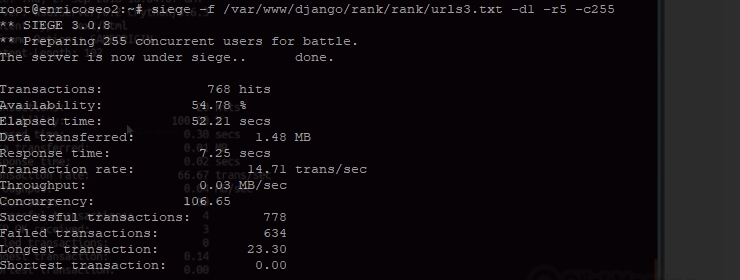 root@enricoseo2:~# siege -f /var/www/django/rank/rank/urls3.txt -d1 -r5 -c255
** SIEGE 3.0.8
** Preparing 255 concurrent users for battle.
The server is now under siege.. done.
Transactions: 768 hits
Availability: 54.78 %
Elapsed time: 52.21 secs
Data transferred: 1.48 MB
Response time: 7.25 secs
Transaction rate: 14.71 trans/sec
Throughput: 0.03 MB/sec
Concurrency: 106.65
Successful transactions: 778
Failed transactions: 634
Longest transaction: 23.30
Shortest transaction: 0.00